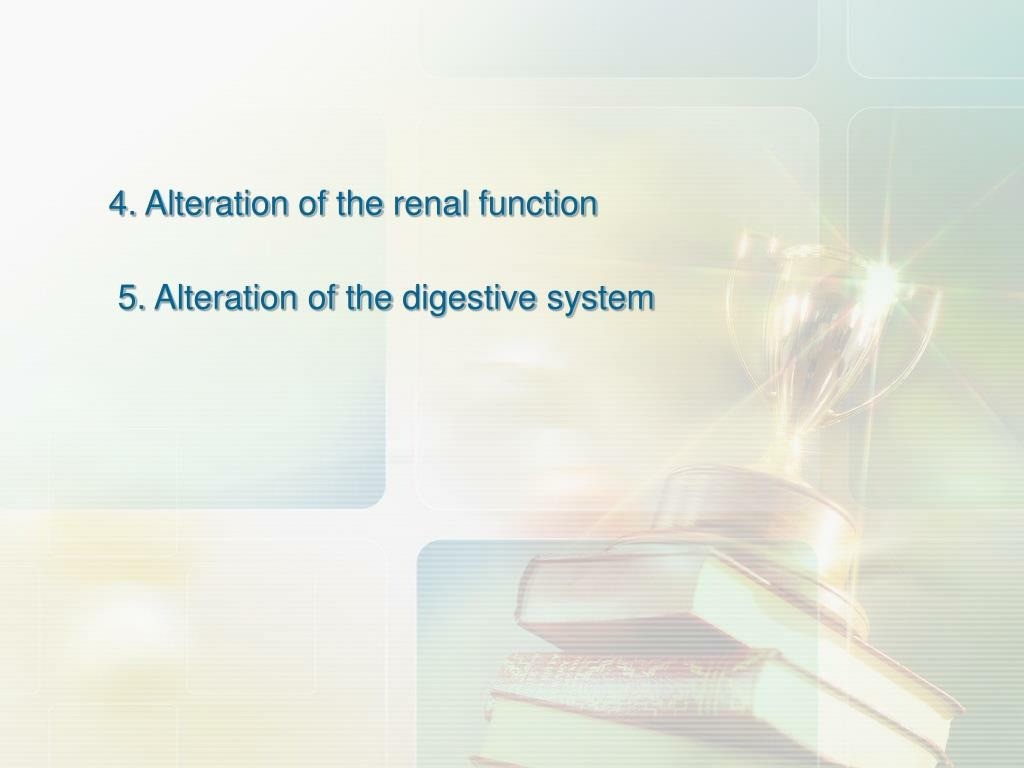 4. Alteration of the renal function
5. Alteration of the digestive system